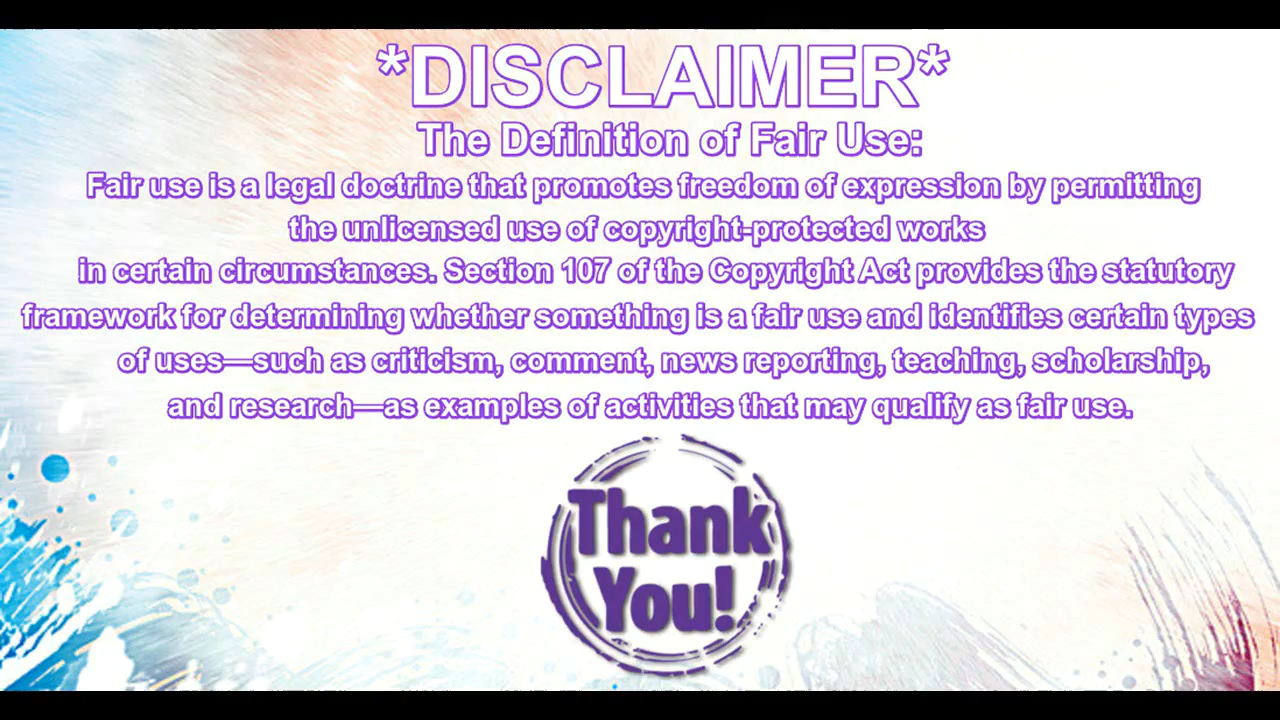 *DISCLAIMER*
The Definition of Fair Use:
Fair use is a legal doctrine that promotes freedom of expression by permitting
the unlicensed use of copyright-protected works
in certain circumstances. Section 107 of the Copyright Act provides the statutory
framework for determining whether something is a fair use and identifies certain types
of uses—such as criticism, comment, news reporting, teaching, scholarship,
and research—as examples of activities that may qualify as fair use.
Thank
You!